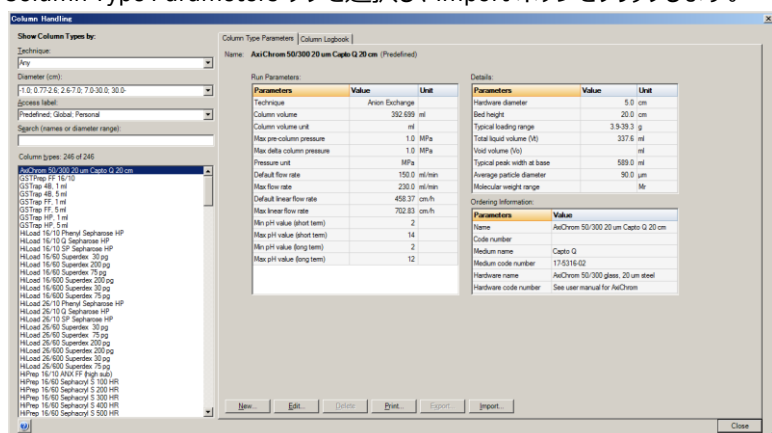 Column Type Parameters タブを選択し、Import ボタンをクリックします。
Column Handling
x
Show Column Types by:
Technique:
Any
Diameter (cm):
-1.0; 0.77-2.6; 2.6-7.0; 7.0-30.0; 30.0-
Access label:
Predefined; Global; Personal
Search (names or diameter range):
Column types: 246 of 246
AxiChrom 50/300 20 um Capto Q 20 cm
GSTPrep FF 16/10
GSTrap 4B, 1 ml
GSTrap 4B, 5 ml
GSTrap FF, 1 ml
GSTrap FF, 5 ml
GSTrap HP, 1 ml
GSTrap HP, 5 ml
HiLoad 16/10 Phenyl Sepharose HP
HiLoad 16/10 Q Sepharose HP
HiLoad 16/10 SP Sepharose HP
HiLoad 16/60 Superdex 30 pg
HiLoad 16/60 Superdex 200 pg
HiLoad 16/60 Superdex 75 pg
HiLoad 16/600 Superdex 200 pg
HiLoad 16/600 Superdex 30 pg
HiLoad 16/600 Superdex 75 pg
HiLoad 26/10 Phenyl Sepharose HP
HiLoad 26/10 Q Sepharose HP
HiLoad 26/10 SP Sepharose HP
HiLoad 26/60 Superdex 30 pg
HiLoad 26/60 Superdex 75 pg
HiLoad 26/60 Superdex 200 pg
HiLoad 26/600 Superdex 200 pg
HiLoad 26/600 Superdex 30 pg
HiLoad 26/600 Superdex 75 pg
HiPrep 16/10 ANX FF (high sub)
HiPrep 16/60 Sephacryl S 100 HR
HiPrep 16/60 Sephacryl S 200 HR
HiPrep 16/60 Sephacryl S 300 HR
HiPrep 16/60 Sephacryl S 400 HR
HiPrep 16/60 Sephacryl S 500 HR
Column Type Parameters Column Logbook
Name: AxiChrom 50/300 20 um Capto Q 20 cm (Predefined)
Run Parameters:
Parameters Value Unit
Technique Anion Exchange
Column volume 392.699 ml
Column volume unit ml
Max pre-column pressure 1.0 MPa
Max delta column pressure 1.0 MPa
Pressure unit MPa
Default flow rate 150.0 ml/min
Max flow rate 230.0 ml/min
Default linear flow rate 458.37 cm/h
Max linear flow rate 702.83 cm/h
Min pH value (short term) 2
Max pH value (short term) 14
Min pH value (long term) 2
Max pH value (long term) 12
Details:
Parameters Value Unit
Hardware diameter 5.0 cm
Bed height 20.0 cm
Typical loading range 3.9-39.3 g
Total liquid volume (Vt) 337.6 ml
Void volume (Vo) ml
Typical peak width at base 589.0 ml
Average particle diameter 90.0 µm
Molecular weight range Mr
Ordering Information:
Parameters Value
Name AxiChrom 50/300 20 um Capto Q 20 cm
Code number
Medium name Capto Q
Medium code number 17-5316-02
Hardware name AxiChrom 50/300 glass, 20 um steel
Hardware code number See user manual for AxiChrom
New... Edit... Delete Print... Export... Import...
Close